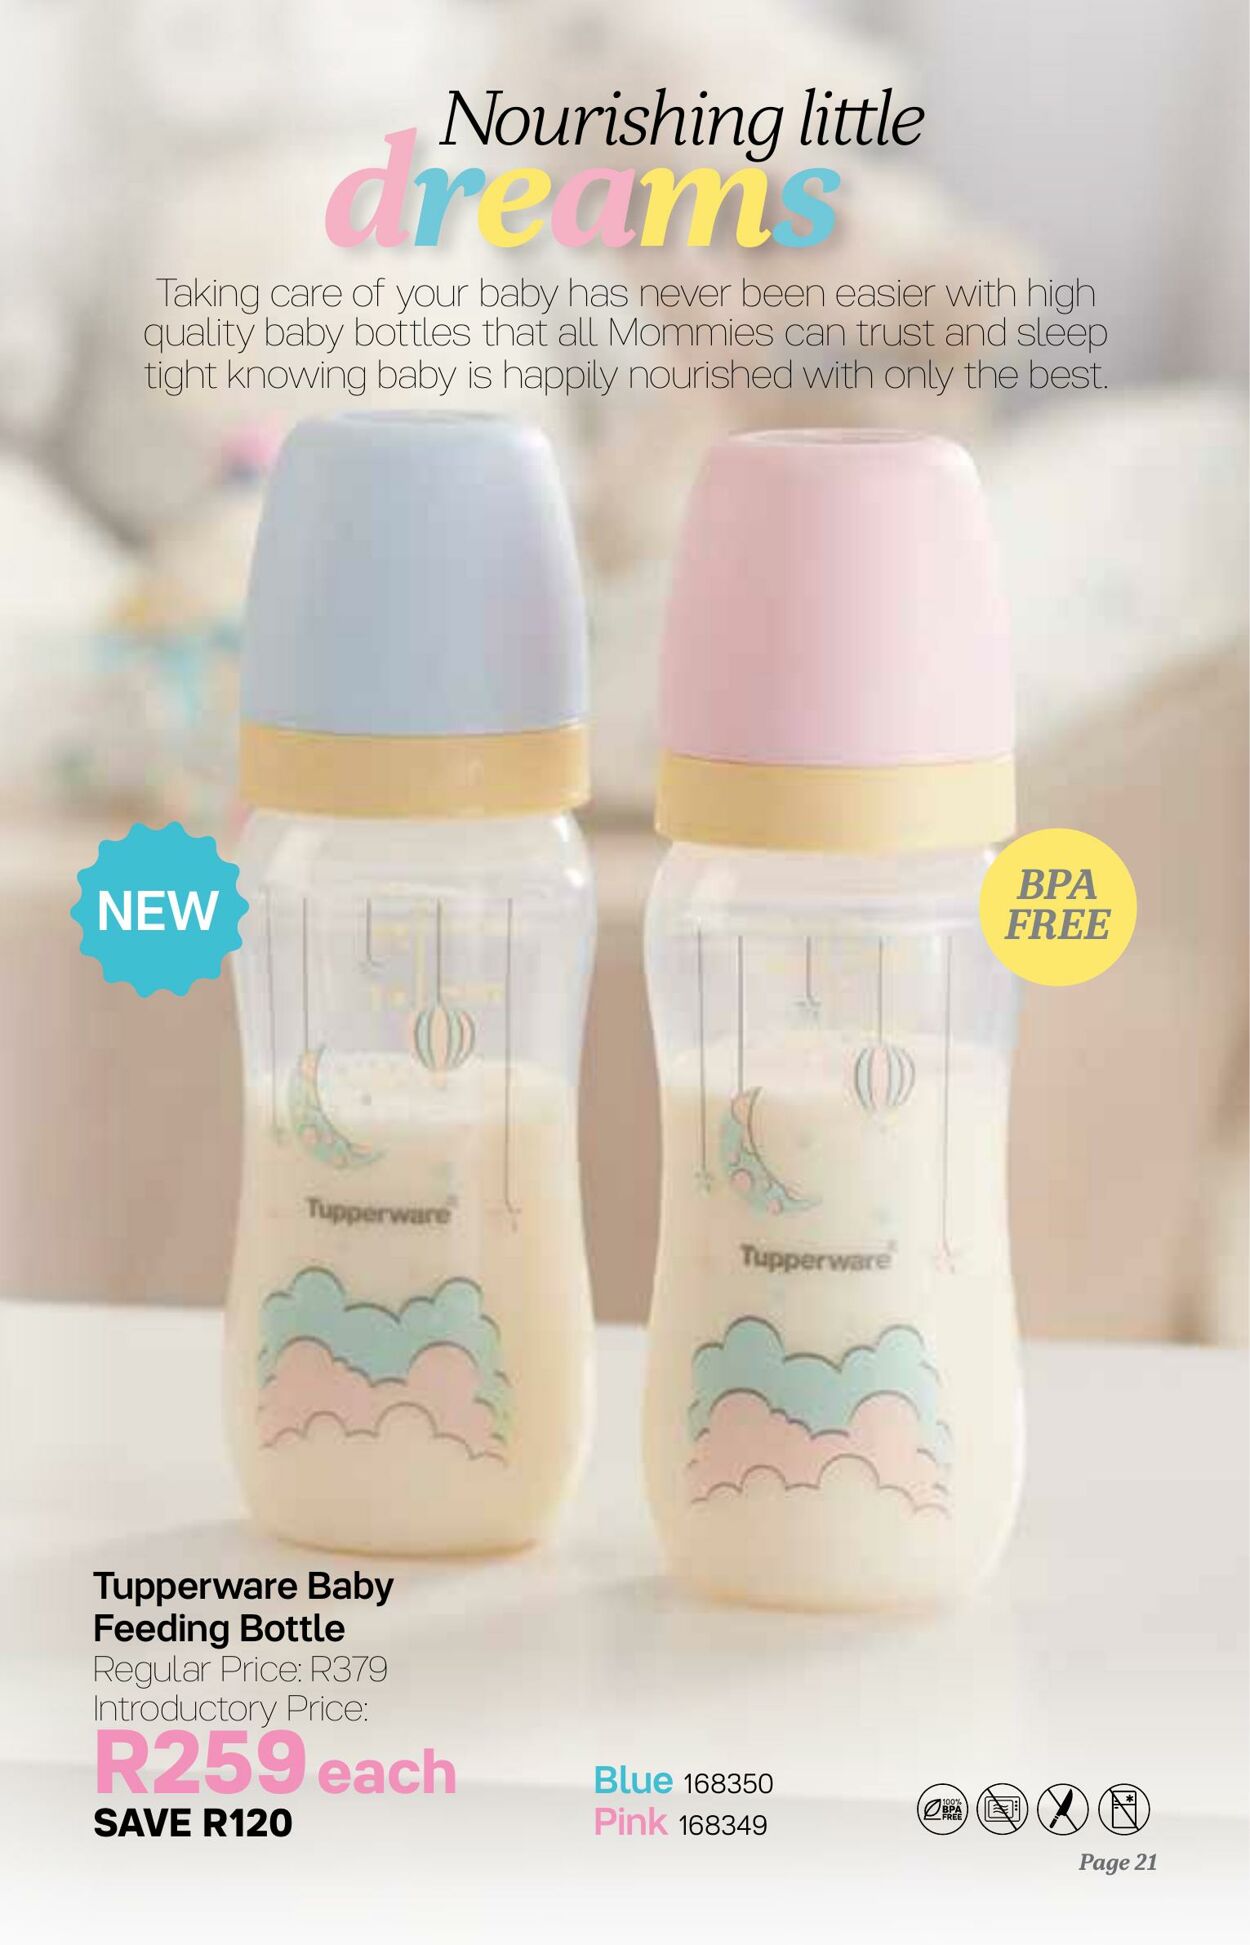 Nourishing little
dreams
Taking care of your baby has never been easier with high
quality baby bottles that all Mommies can trust and sleep
tight knowing baby is happily nourished with only the best.
NEW
BPA
FREE
Tupperware
Tupperware
Tupperware Baby
Feeding Bottle
Regular Price: R379
Introductory Price:
R259 each
SAVE R120
Blue 168350
Pink 168349
100%
BPA
FREE
Page 21